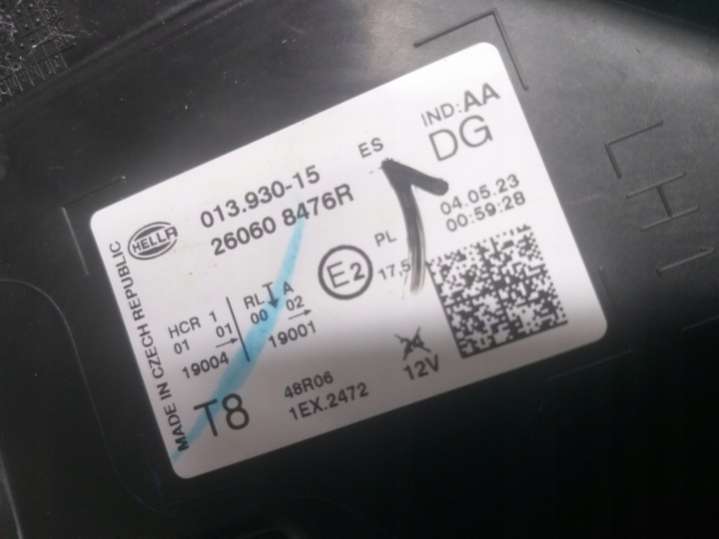 MADE IN CZECH REPUBLIC
HELLA
013.930-15
26060 8476R
ES
IND:AA
DG
04.05.23
00:59:28
E2
PL
17,5
HCR 1
01 01
19004
RL A
00 02
19001
T8
48R06
1EX.2472
12V
LH